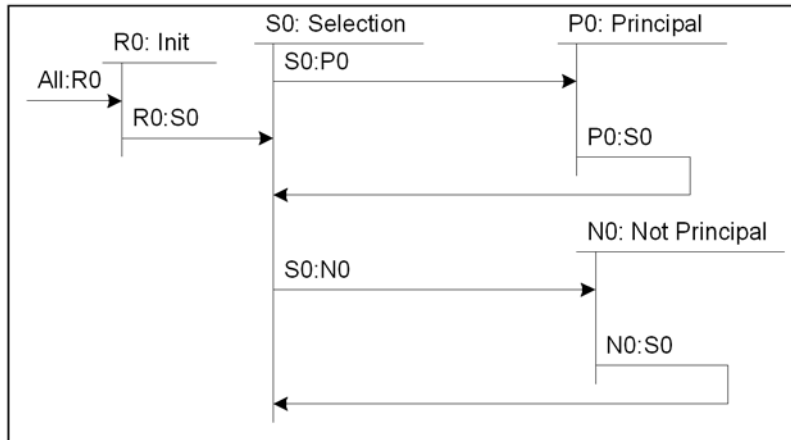 S0: Selection
P0: Principal
R0: Init
S0:P0
All:R0
R0:S0
P0:S0
N0: Not Principal
S0:N0
N0:S0